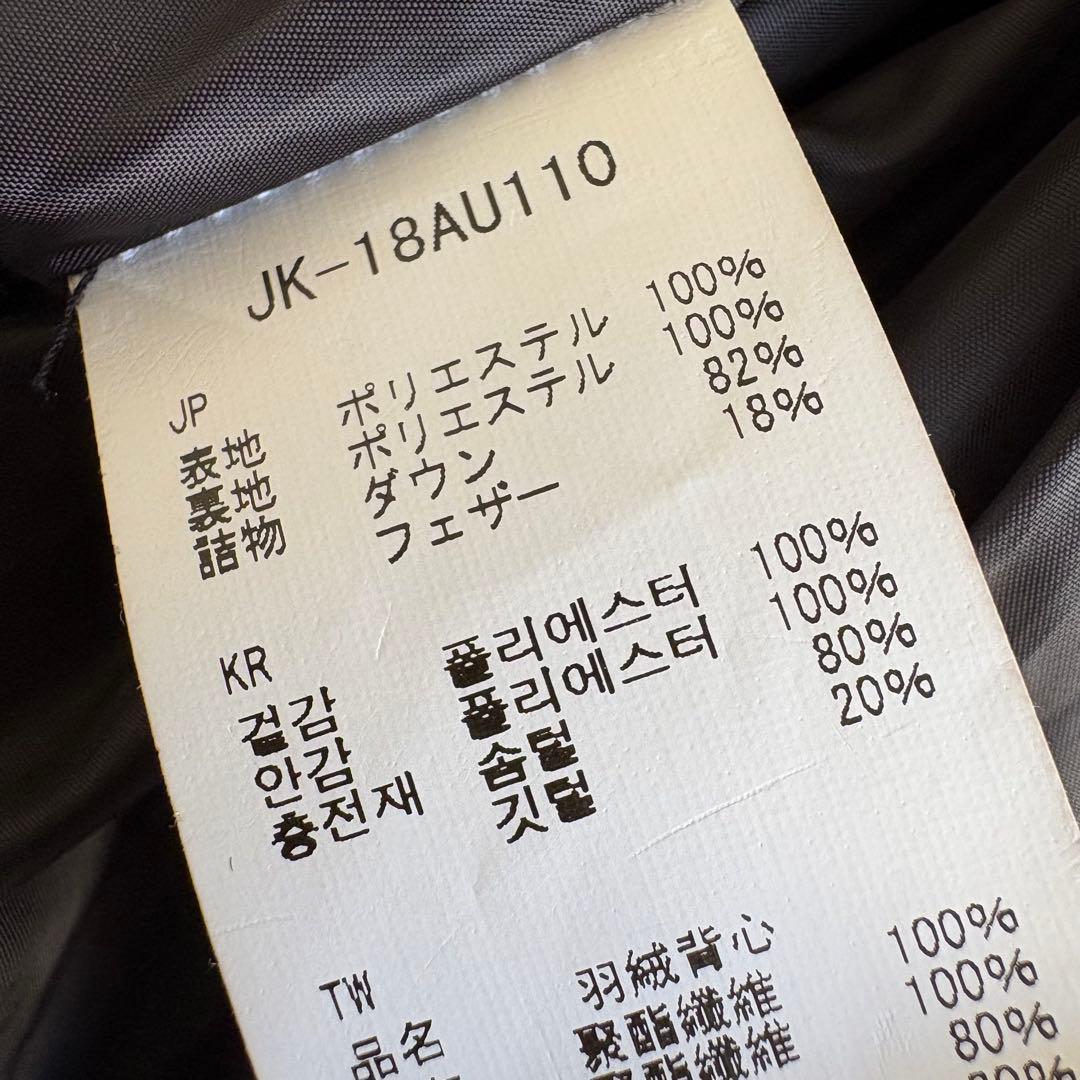 JK-18AU110
JP
表地 ポリエステル 100%
裏地 ポリエステル 100%
詰物 ダウン 82%
フェザー 18%
KR
겉감 폴리에스터 100%
안감 폴리에스터 100%
충전재 솜털 80%
깃털 20%
TW
品名 羽絨背心
聚酯纖維 100%
聚酯纖維 100%
80%